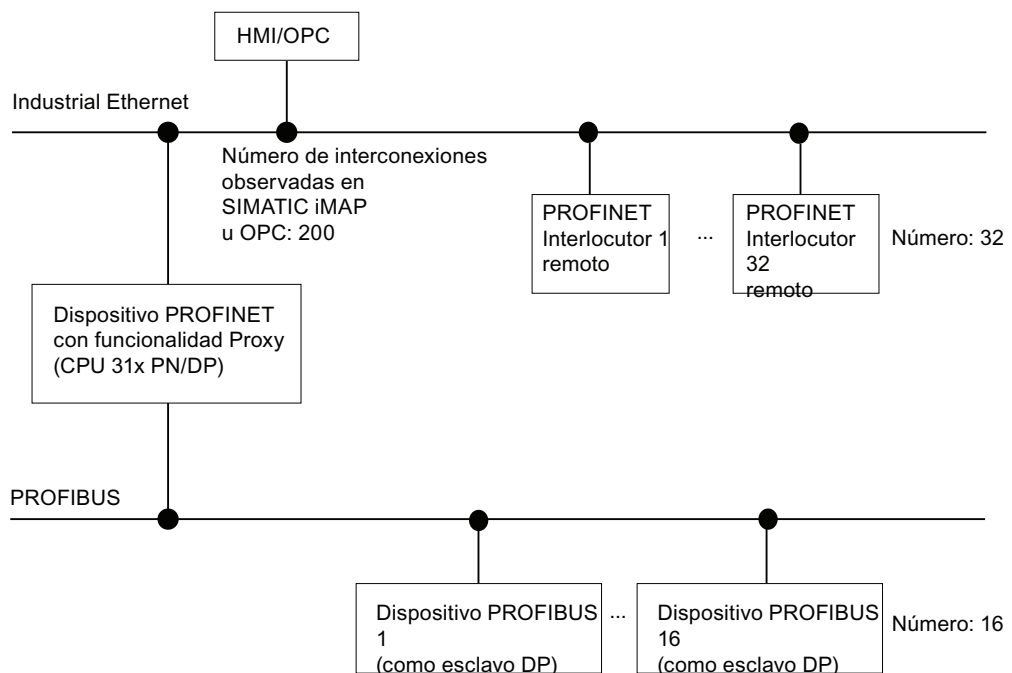 HMI/OPC
Industrial Ethernet
Número de interconexiones
observadas en
SIMATIC iMAP
u OPC: 200
PROFINET
Interlocutor 1
remoto
...
PROFINET
Interlocutor
32
remoto
Número: 32
Dispositivo PROFINET
con funcionalidad Proxy
(CPU 31x PN/DP)
PROFIBUS
Dispositivo PROFIBUS
1
(como esclavo DP)
...
Dispositivo PROFIBUS
16
(como esclavo DP)
Número: 16